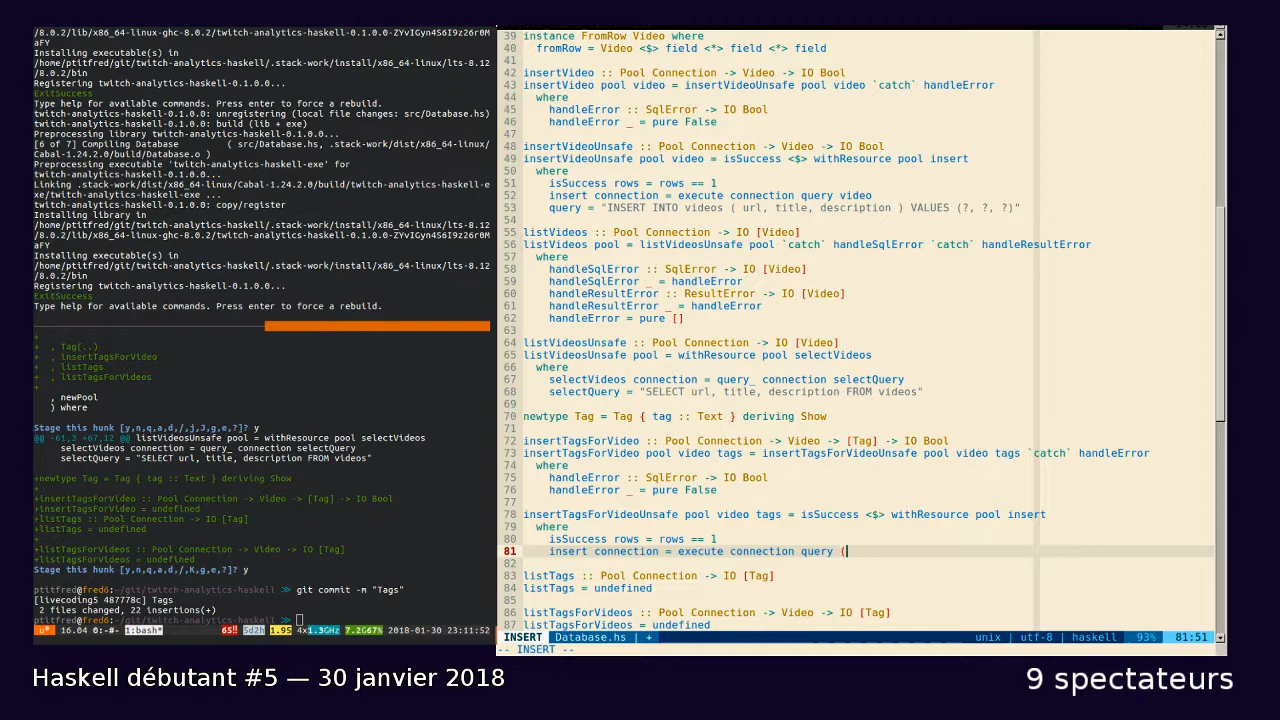 /8.0.2/lib/x86_64-linux-ghc-8.0.2/twitch-analytics-haskell-0.1.0.0-ZYvIGyn4S6I9z26r0M
aFY
Installing executable(s) in
/home/ptitfred/git/twitch-analytics-haskell/.stack-work/install/x86_64-linux/lts-8.12
/8.0.2/bin
Registering twitch-analytics-haskell-0.1.0.0...
ExitSuccess
Type help for available commands. Press enter to force a rebuild.
twitch-analytics-haskell-0.1.0.0: unregistering (local file changes: src/Database.hs)
twitch-analytics-haskell-0.1.0.0: build (lib + exe)
Preprocessing library twitch-analytics-haskell-0.1.0.0...
[6 of 7] Compiling Database         ( src/Database.hs, .stack-work/dist/x86_64-linux/
Cabal-1.24.2.0/build/Database.o )
Preprocessing executable 'twitch-analytics-haskell-exe' for
twitch-analytics-haskell-0.1.0.0...
Linking .stack-work/dist/x86_64-linux/Cabal-1.24.2.0/build/twitch-analytics-haskell-e
xe/twitch-analytics-haskell-exe ...
twitch-analytics-haskell-0.1.0.0: copy/register
Installing library in
/home/ptitfred/git/twitch-analytics-haskell/.stack-work/install/x86_64-linux/lts-8.12
/8.0.2/lib/x86_64-linux-ghc-8.0.2/twitch-analytics-haskell-0.1.0.0-ZYvIGyn4S6I9z26r0M
aFY
Installing executable(s) in
/home/ptitfred/git/twitch-analytics-haskell/.stack-work/install/x86_64-linux/lts-8.12
/8.0.2/bin
Registering twitch-analytics-haskell-0.1.0.0...
ExitSuccess
Type help for available commands. Press enter to force a rebuild.
+
+  , Tag(..)
+  , insertTagsForVideo
+  , listTags
+  , listTagsForVideos
+
   , newPool
   ) where
Stage this hunk [y,n,q,a,d,/,j,J,g,e,?]? y
@@ -61,3 +67,12 @@ listVideosUnsafe pool = withResource pool selectVideos
     selectVideos connection = query_ connection selectQuery
     selectQuery = "SELECT url, title, description FROM videos"
+newtype Tag = Tag { tag :: Text } deriving Show
+
+insertTagsForVideo :: Pool Connection -> Video -> [Tag] -> IO Bool
+insertTagsForVideo = undefined
+listTags :: Pool Connection -> IO [Tag]
+listTags = undefined
+
+listTagsForVideos :: Pool Connection -> Video -> IO [Tag]
+listTagsForVideos = undefined
Stage this hunk [y,n,q,a,d,/,K,g,e,?]? y
ptitfred@fred6:~/git/twitch-analytics-haskell >> git commit -m "Tags"
[livecoding5 487778c] Tags
 2 files changed, 22 insertions(+)
ptitfred@fred6:~/git/twitch-analytics-haskell >>
16.04 0:-#- 1:bash* 65!! 5d2h 1.95 4x1.3GHz 7.2G67% 2018-01-30 23:11:52
39 instance FromRow Video where
40   fromRow = Video <$> field <*> field <*> field
41
42 insertVideo :: Pool Connection -> Video -> IO Bool
43 insertVideo pool video = insertVideoUnsafe pool video `catch` handleError
44   where
45     handleError :: SqlError -> IO Bool
46     handleError _ = pure False
47
48 insertVideoUnsafe :: Pool Connection -> Video -> IO Bool
49 insertVideoUnsafe pool video = isSuccess <$> withResource pool insert
50   where
51     isSuccess rows = rows == 1
52     insert connection = execute connection query video
53     query = "INSERT INTO videos ( url, title, description ) VALUES (?, ?, ?)"
54
55 listVideos :: Pool Connection -> IO [Video]
56 listVideos pool = listVideosUnsafe pool `catch` handleSqlError `catch` handleResultError
57   where
58     handleSqlError :: SqlError -> IO [Video]
59     handleSqlError _ = handleError
60     handleResultError :: ResultError -> IO [Video]
61     handleResultError _ = handleError
62     handleError = pure []
63
64 listVideosUnsafe :: Pool Connection -> IO [Video]
65 listVideosUnsafe pool = withResource pool selectVideos
66   where
67     selectVideos connection = query_ connection selectQuery
68     selectQuery = "SELECT url, title, description FROM videos"
69
70 newtype Tag = Tag { tag :: Text } deriving Show
71
72 insertTagsForVideo :: Pool Connection -> Video -> [Tag] -> IO Bool
73 insertTagsForVideo pool video tags = insertTagsForVideoUnsafe pool video tags `catch` handleError
74   where
75     handleError :: SqlError -> IO Bool
76     handleError _ = pure False
77
78 insertTagsForVideoUnsafe pool video tags = isSuccess <$> withResource pool insert
79   where
80     isSuccess rows = rows == 1
81     insert connection = execute connection query (
82
83 listTags :: Pool Connection -> IO [Tag]
84 listTags = undefined
85
86 listTagsForVideos :: Pool Connection -> Video -> IO [Tag]
87 listTagsForVideos = undefined
INSERT Database.hs | + unix | utf-8 | haskell 93% 81:51
-- INSERT --
Haskell débutant #5 — 30 janvier 2018
9 spectateurs